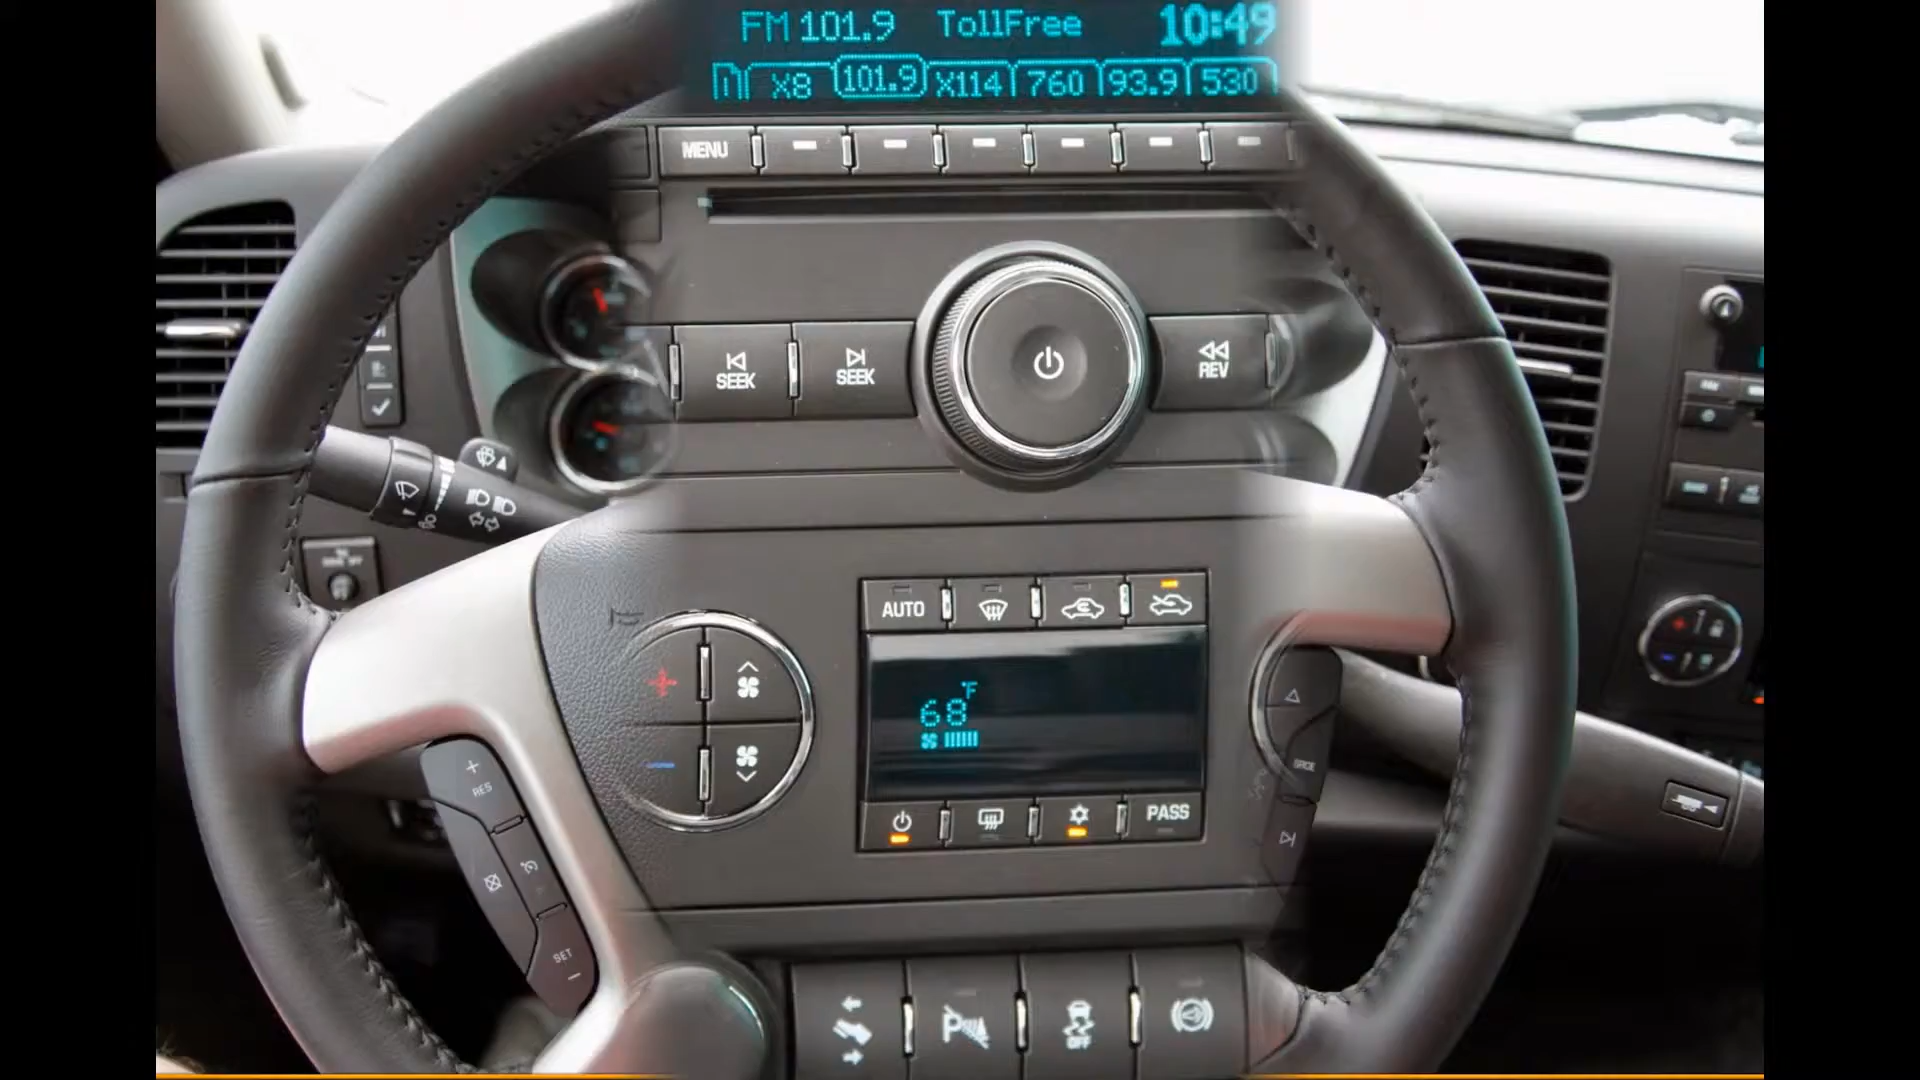 FM 101.9 TollFree 10:49
X8 101.9 X114 760 93.9 530
MENU
SEEK SEEK REV
AUTO
68°F
PASS
+
RES
SET
-
SRCE
P
OFF